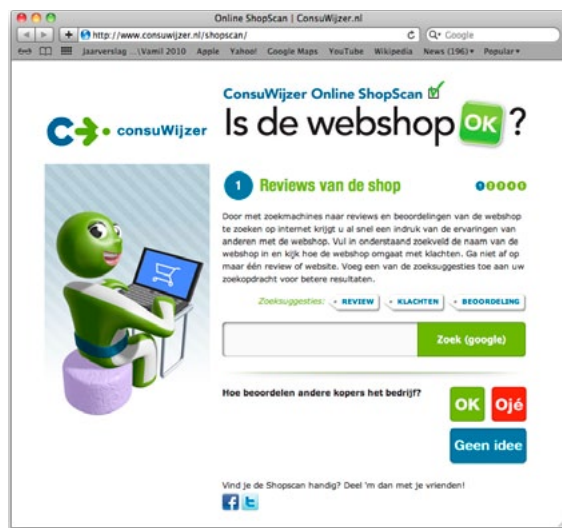 Online ShopScan | ConsuWijzer.nl
http://www.consuwijzer.nl/shopscan/
Google
Jaarverslag ...\Vamil 2010 Apple Yahoo! Google Maps YouTube Wikipedia News (196) Popular
ConsuWijzer Online ShopScan
consuWijzer
Is de webshop OK ?
1 Reviews van de shop
Door met zoekmachines naar reviews en beoordelingen van de webshop
te zoeken op internet krijgt u al snel een indruk van de ervaringen van
anderen met de webshop. Vul in onderstaand zoekveld de naam van de
webshop in en kijk hoe de webshop omgaat met klachten. Ga niet af op
maar één review of website. Voeg een van de zoeksuggesties toe aan uw
zoekopdracht voor betere resultaten.
Zoeksuggesties: REVIEW KLACHTEN BEOORDELING
Zoek (google)
Hoe beoordelen andere kopers het bedrijf?
OK Ojé
Geen idee
Vind je de Shopscan handig? Deel 'm dan met je vrienden!